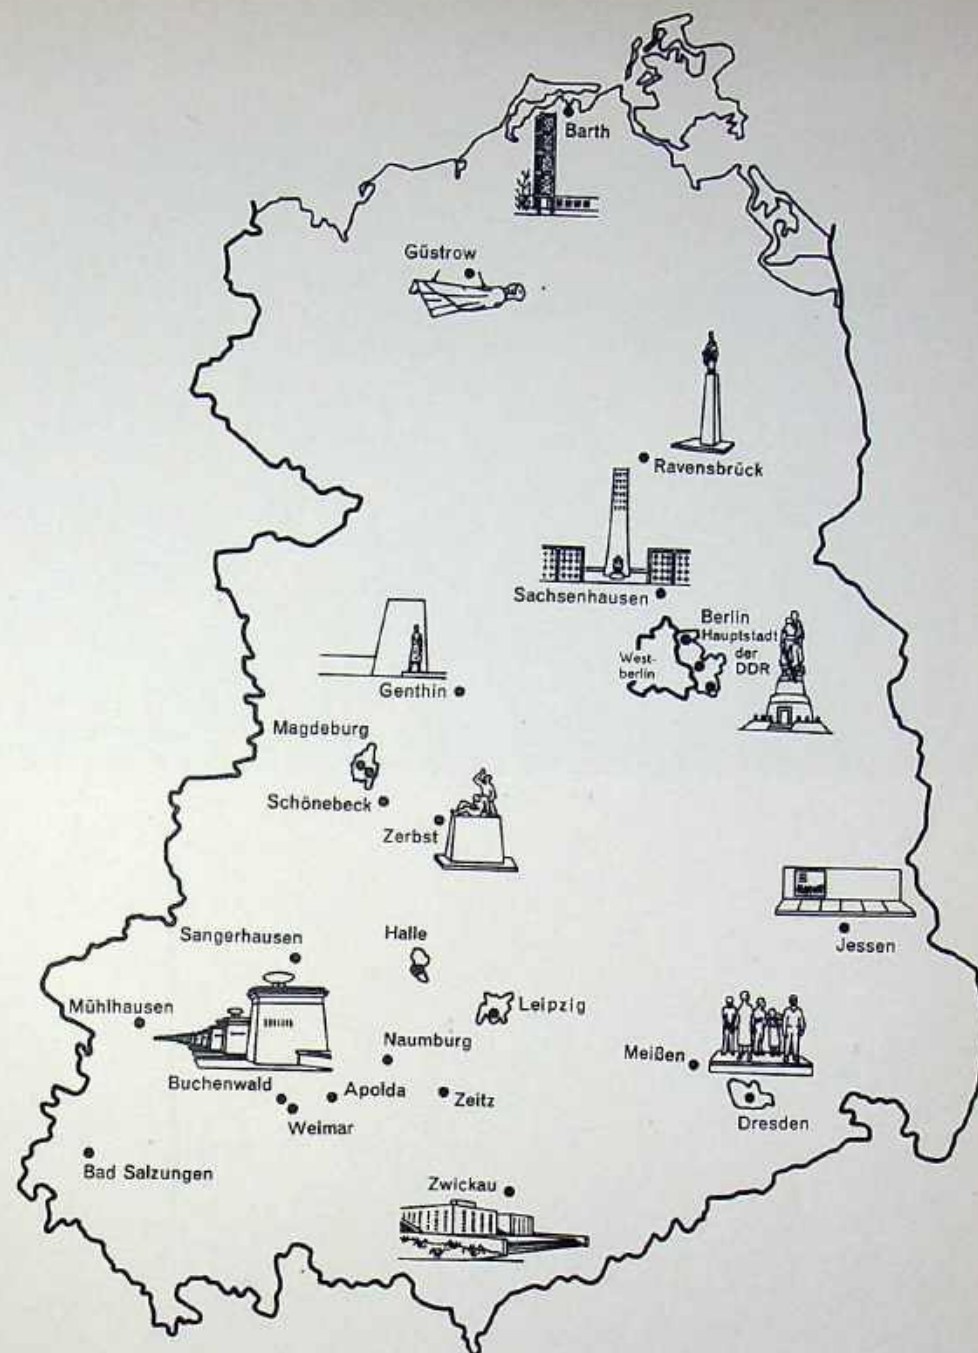 Barth
Güstrow
Ravensbrück
Sachsenhausen
Berlin
Hauptstadt
der
DDR
West-
berlin
Genthin
Magdeburg
Schönebeck
Zerbst
Jessen
Sangerhausen
Halle
Leipzig
Mühlhausen
Naumburg
Meißen
Buchenwald
Apolda
Zeitz
Weimar
Dresden
Bad Salzungen
Zwickau